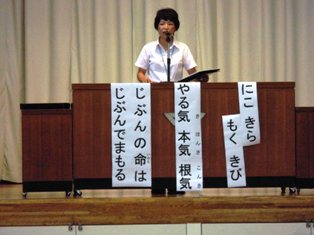 にこ きら
もく きび
やる気 本気 根気
ほんき こんき
じぶんの命は
じぶんでまもる